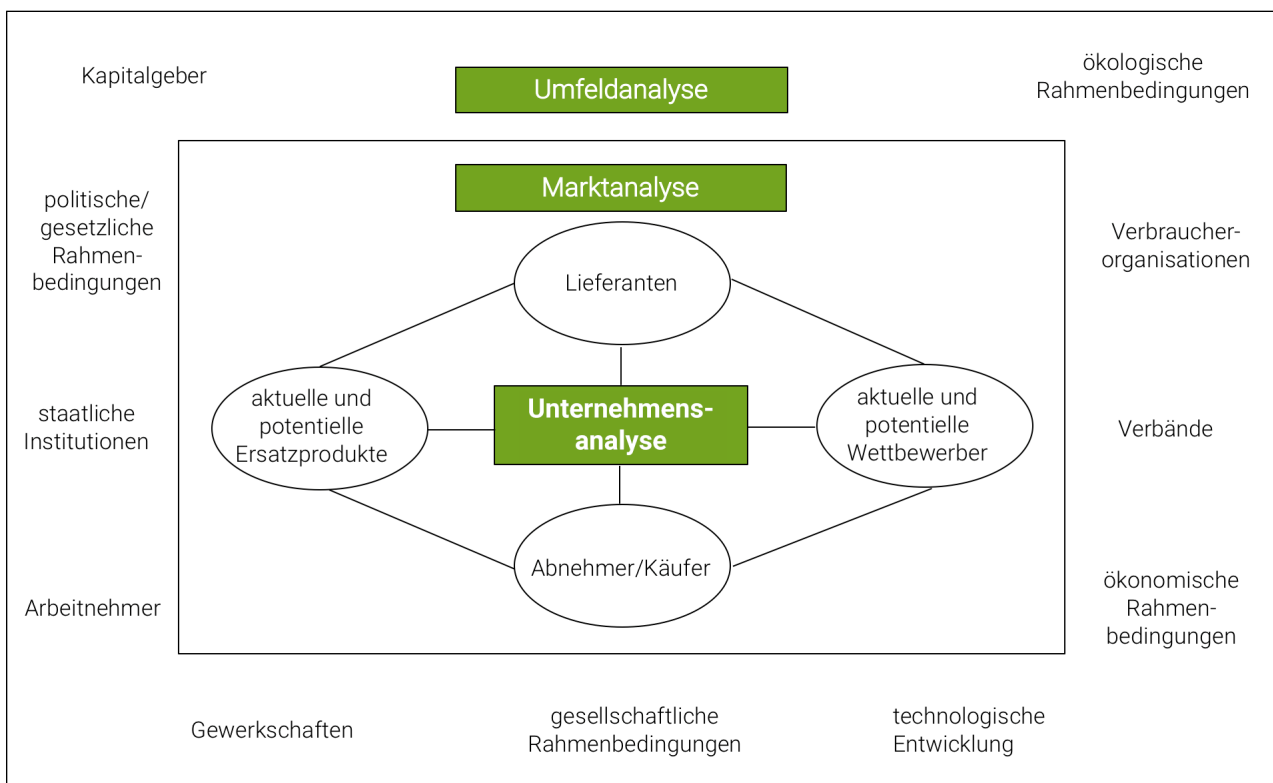 Kapitalgeber
Umfeldanalyse
ökologische
Rahmenbedingungen
Marktanalyse
politische/
gesetzliche
Rahmen-
bedingungen
Lieferanten
Verbraucher-
organisationen
aktuelle und
potentielle
Ersatzprodukte
Unternehmens-
analyse
aktuelle und
potentielle
Wettbewerber
staatliche
Institutionen
Verbände
Abnehmer/Käufer
Arbeitnehmer
ökonomische
Rahmen-
bedingungen
Gewerkschaften
gesellschaftliche
Rahmenbedingungen
technologische
Entwicklung